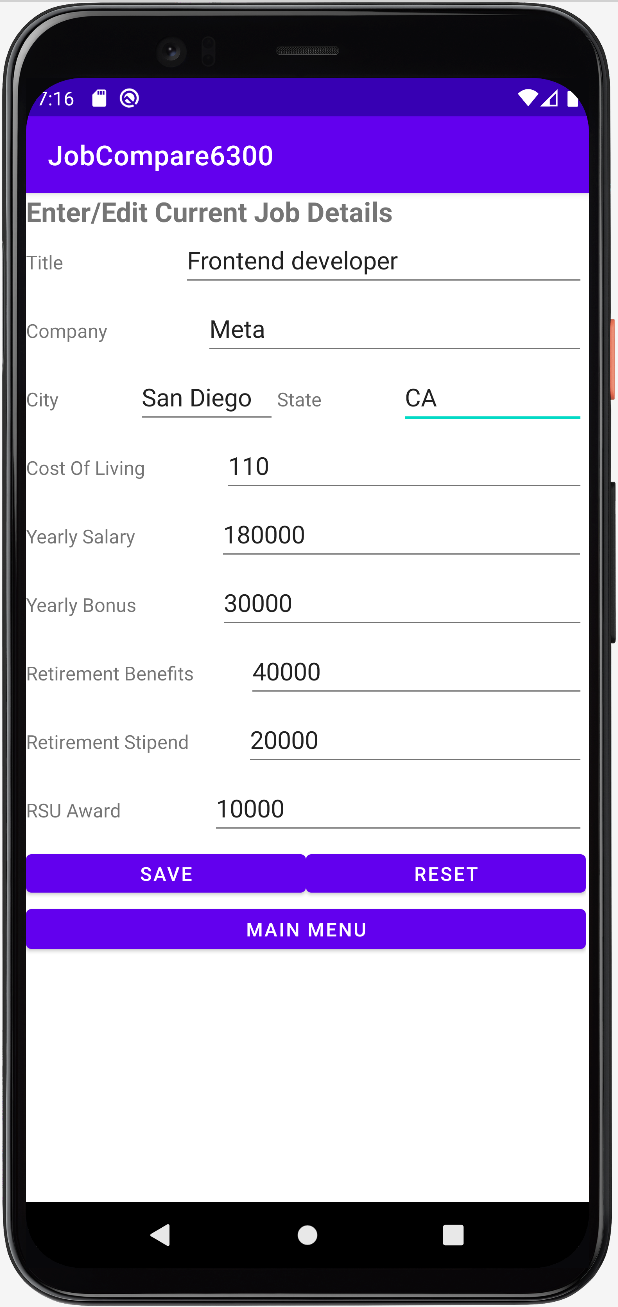 7:16
JobCompare6300
Enter/Edit Current Job Details
Title Frontend developer
Company Meta
City San Diego State CA
Cost Of Living 110
Yearly Salary 180000
Yearly Bonus 30000
Retirement Benefits 40000
Retirement Stipend 20000
RSU Award 10000
SAVE RESET
MAIN MENU